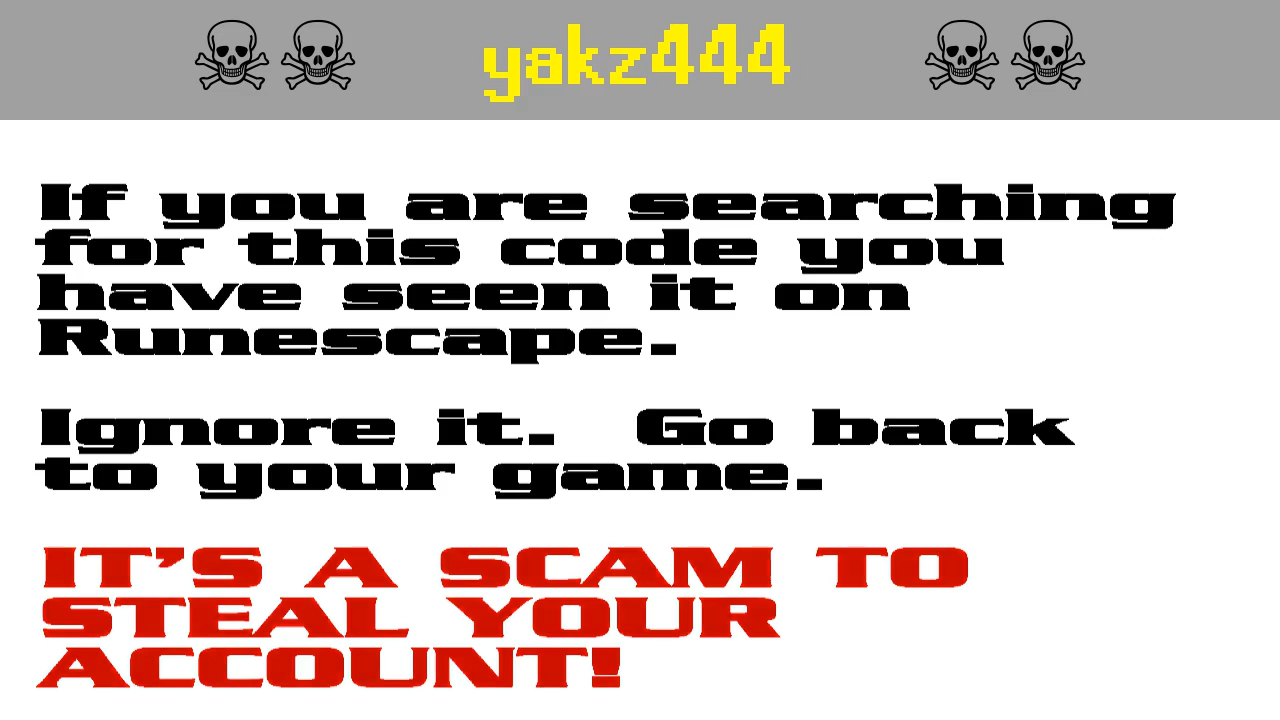 yakz444
If you are searching
for this code you
have seen it on
Runescape.
Ignore it.  Go back
to your game.
IT'S A SCAM TO
STEAL YOUR
ACCOUNT!